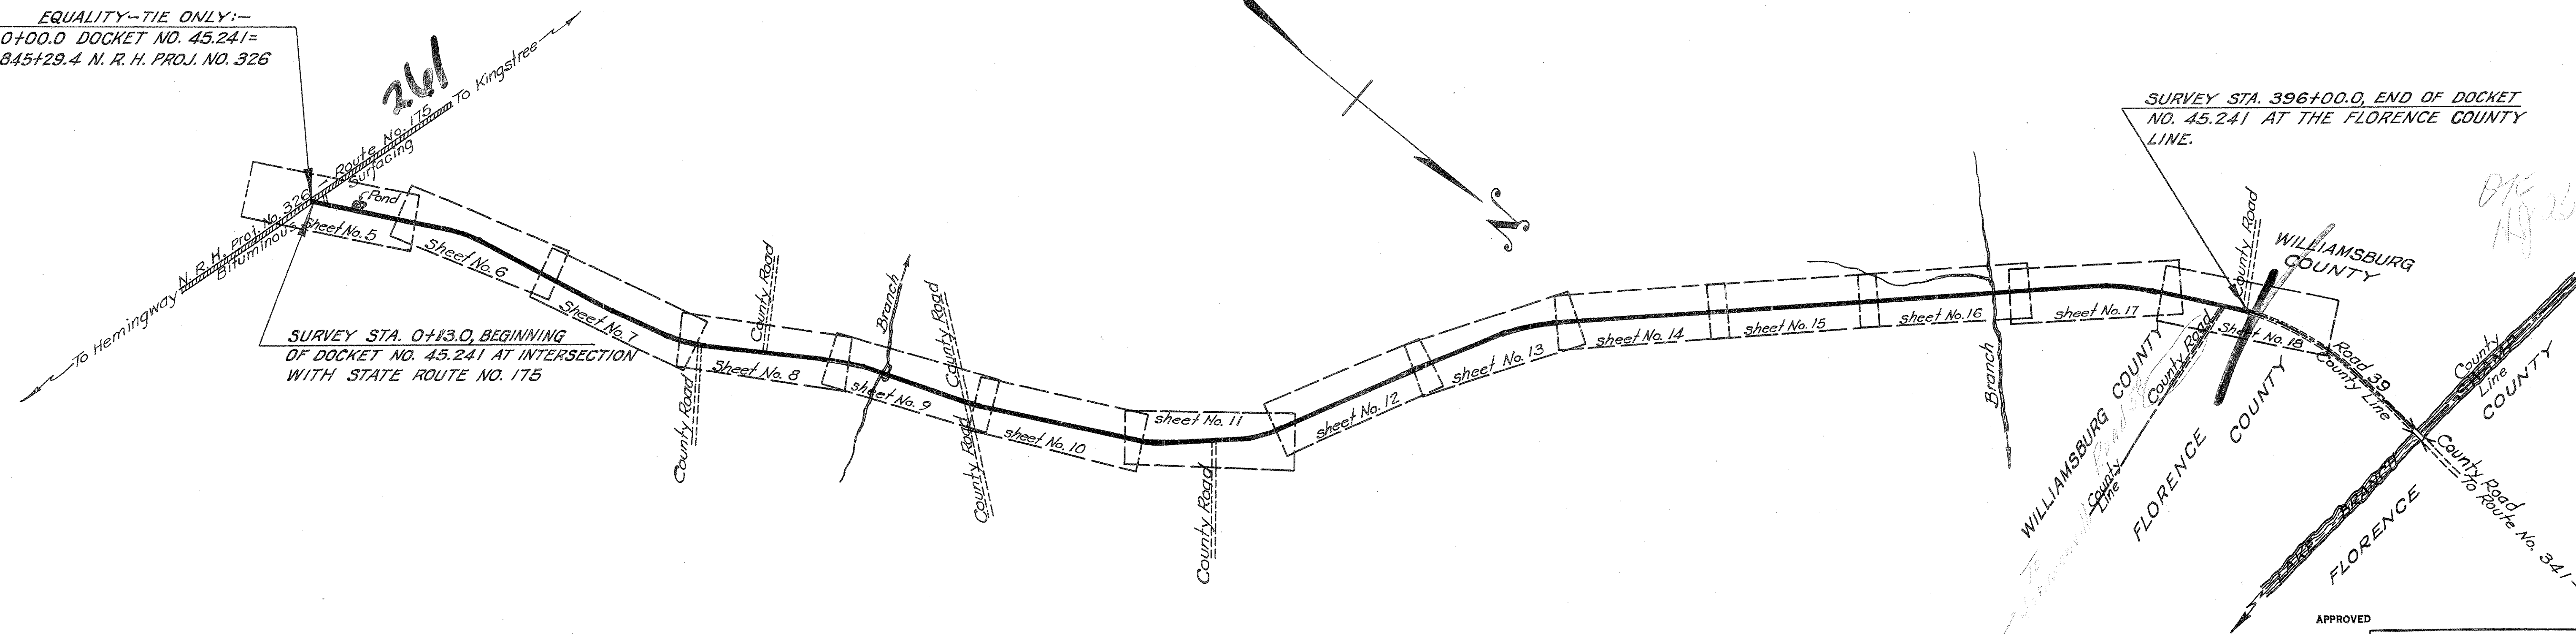 EQUALITY-TIE ONLY:-
0+00.0 DOCKET NO. 45.241=
845+29.4 N. R. H. PROJ. NO. 326
261
To Kingstree
Route No. 175
Surfacing
To Hemingway
N. R. H. Proj. No. 326
Bituminous
Pond
Sheet No. 5
Sheet No. 6
Sheet No. 7
SURVEY STA. 0+13.0, BEGINNING
OF DOCKET NO. 45.241 AT INTERSECTION
WITH STATE ROUTE NO. 175
County Road
County Road
Sheet No. 8
Branch
Sheet No. 9
County Road
County Road
sheet No. 10
sheet No. 11
County Road
sheet No. 12
sheet No. 13
N
sheet No. 14
sheet No. 15
sheet No. 16
sheet No. 17
Sheet No. 18
Branch
SURVEY STA. 396+00.0, END OF DOCKET
NO. 45.241 AT THE FLORENCE COUNTY
LINE.
County Road
WILLIAMSBURG
COUNTY
County Road
WILLIAMSBURG COUNTY
County
Line
FLORENCE COUNTY
Road 39
County Line
County
Line
LAKE BRANCH SWAMP
FLORENCE COUNTY
County Road
To Route No. 341
APPROVED